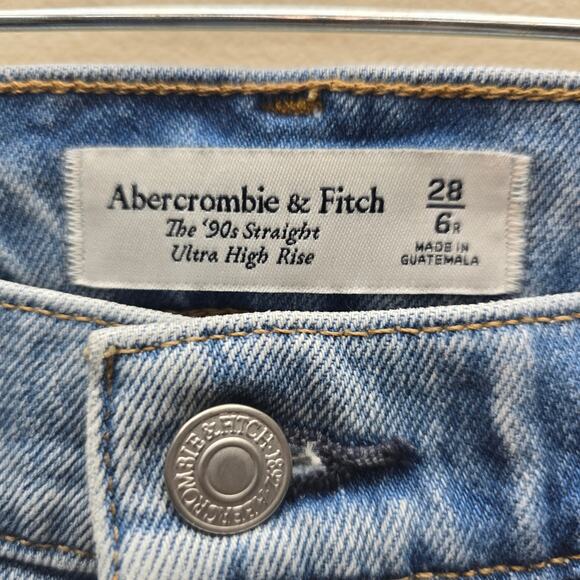 Abercrombie & Fitch
The '90s Straight
Ultra High Rise
28
6R
MADE IN
GUATEMALA
ABERCROMBIE & FITCH 1892